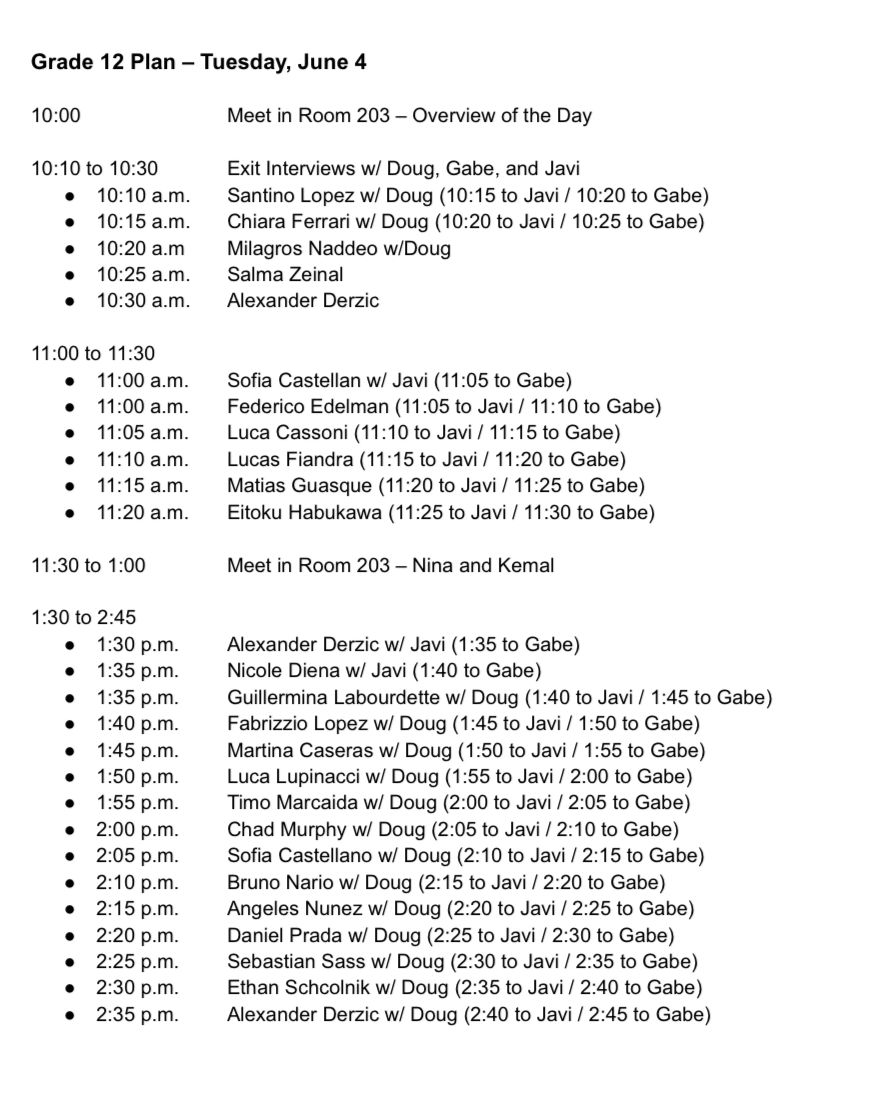 Grade 12 Plan – Tuesday, June 4
10:00 Meet in Room 203 – Overview of the Day
10:10 to 10:30 Exit Interviews w/ Doug, Gabe, and Javi
● 10:10 a.m. Santino Lopez w/ Doug (10:15 to Javi / 10:20 to Gabe)
● 10:15 a.m. Chiara Ferrari w/ Doug (10:20 to Javi / 10:25 to Gabe)
● 10:20 a.m Milagros Naddeo w/Doug
● 10:25 a.m. Salma Zeinal
● 10:30 a.m. Alexander Derzic
11:00 to 11:30
● 11:00 a.m. Sofia Castellan w/ Javi (11:05 to Gabe)
● 11:00 a.m. Federico Edelman (11:05 to Javi / 11:10 to Gabe)
● 11:05 a.m. Luca Cassoni (11:10 to Javi / 11:15 to Gabe)
● 11:10 a.m. Lucas Fiandra (11:15 to Javi / 11:20 to Gabe)
● 11:15 a.m. Matias Guasque (11:20 to Javi / 11:25 to Gabe)
● 11:20 a.m. Eitoku Habukawa (11:25 to Javi / 11:30 to Gabe)
11:30 to 1:00 Meet in Room 203 – Nina and Kemal
1:30 to 2:45
● 1:30 p.m. Alexander Derzic w/ Javi (1:35 to Gabe)
● 1:35 p.m. Nicole Diena w/ Javi (1:40 to Gabe)
● 1:35 p.m. Guillermina Labourdette w/ Doug (1:40 to Javi / 1:45 to Gabe)
● 1:40 p.m. Fabrizzio Lopez w/ Doug (1:45 to Javi / 1:50 to Gabe)
● 1:45 p.m. Martina Caseras w/ Doug (1:50 to Javi / 1:55 to Gabe)
● 1:50 p.m. Luca Lupinacci w/ Doug (1:55 to Javi / 2:00 to Gabe)
● 1:55 p.m. Timo Marcaida w/ Doug (2:00 to Javi / 2:05 to Gabe)
● 2:00 p.m. Chad Murphy w/ Doug (2:05 to Javi / 2:10 to Gabe)
● 2:05 p.m. Sofia Castellano w/ Doug (2:10 to Javi / 2:15 to Gabe)
● 2:10 p.m. Bruno Nario w/ Doug (2:15 to Javi / 2:20 to Gabe)
● 2:15 p.m. Angeles Nunez w/ Doug (2:20 to Javi / 2:25 to Gabe)
● 2:20 p.m. Daniel Prada w/ Doug (2:25 to Javi / 2:30 to Gabe)
● 2:25 p.m. Sebastian Sass w/ Doug (2:30 to Javi / 2:35 to Gabe)
● 2:30 p.m. Ethan Schcolnik w/ Doug (2:35 to Javi / 2:40 to Gabe)
● 2:35 p.m. Alexander Derzic w/ Doug (2:40 to Javi / 2:45 to Gabe)